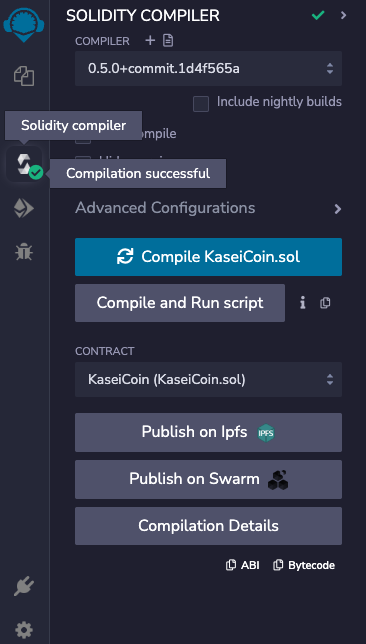 SOLIDITY COMPILER
COMPILER
0.5.0+commit.1d4f565a
Include nightly builds
Solidity compiler
Compilation successful
Advanced Configurations
Compile KaseiCoin.sol
Compile and Run script
CONTRACT
KaseiCoin (KaseiCoin.sol)
Publish on Ipfs IPFS
Publish on Swarm
Compilation Details
ABI Bytecode